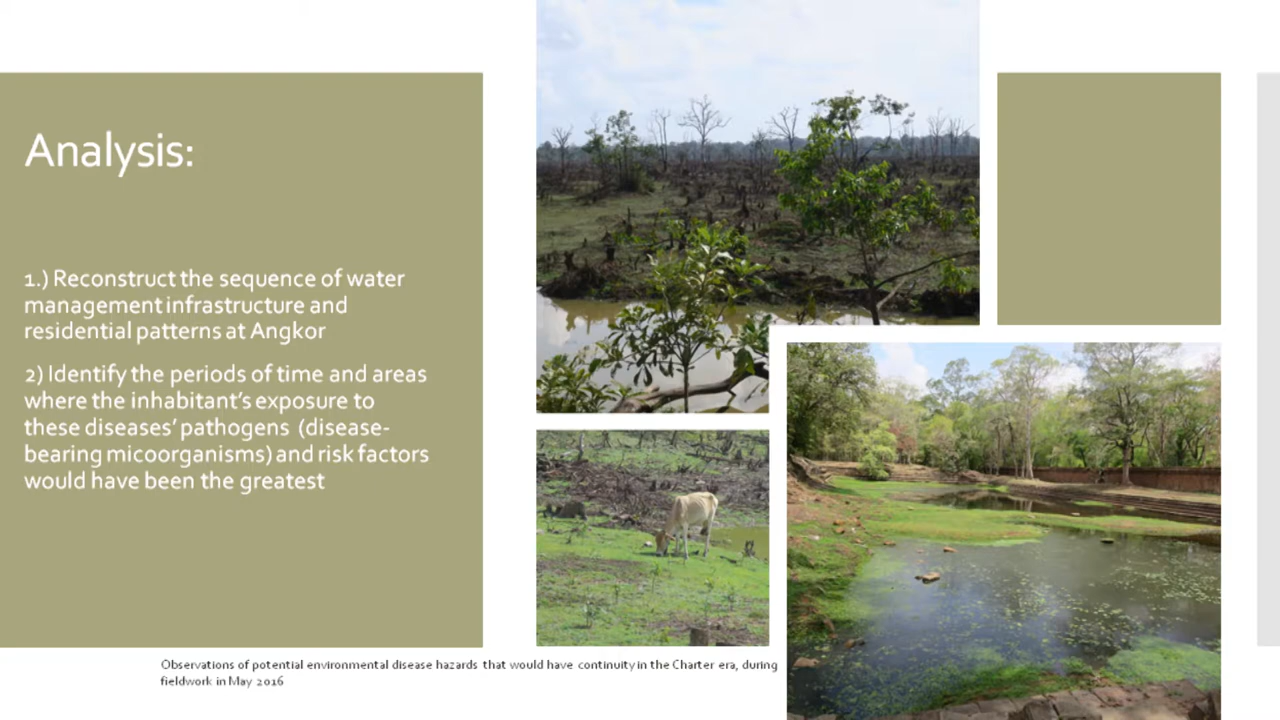 Analysis:
1.) Reconstruct the sequence of water
management infrastructure and
residential patterns at Angkor
2) Identify the periods of time and areas
where the inhabitant's exposure to
these diseases' pathogens (disease-
bearing micoorganisms) and risk factors
would have been the greatest
Observations of potential environmental disease hazards that would have continuity in the Charter era, during
fieldwork in May 2016